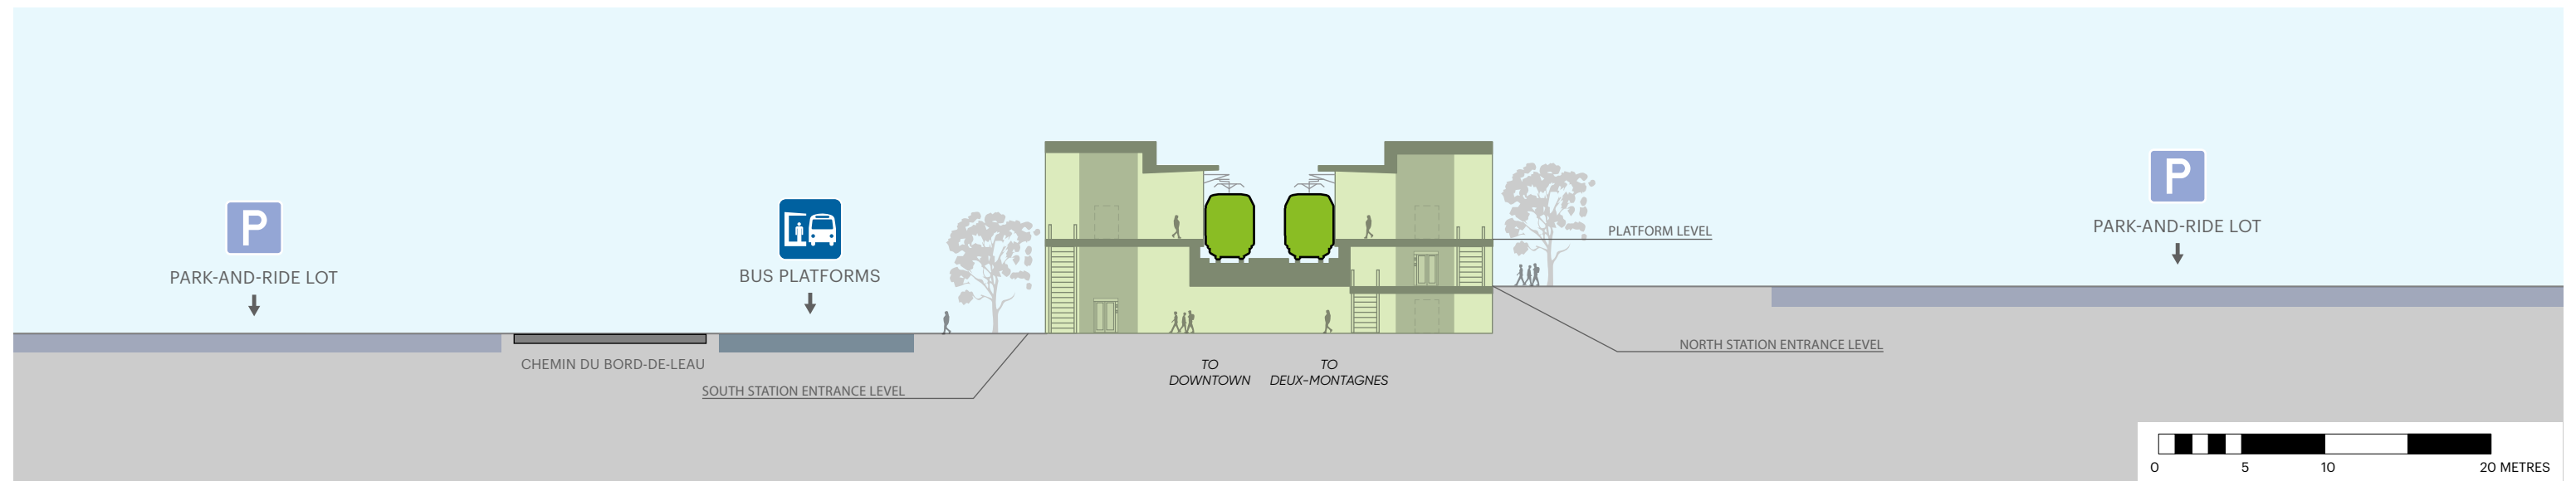 P
PARK-AND-RIDE LOT
BUS PLATFORMS
CHEMIN DU BORD-DE-LEAU
SOUTH STATION ENTRANCE LEVEL
TO
DOWNTOWN
TO
DEUX-MONTAGNES
PLATFORM LEVEL
NORTH STATION ENTRANCE LEVEL
P
PARK-AND-RIDE LOT
0 5 10 20 METRES